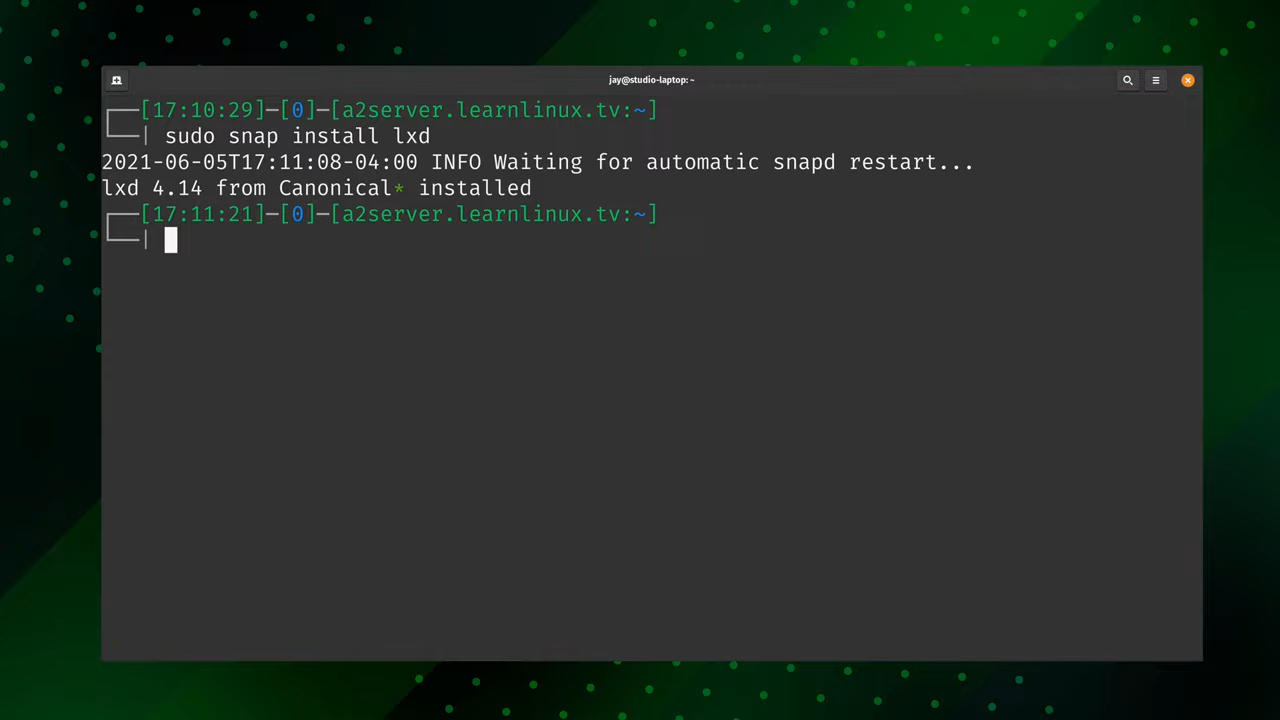 jay@studio-laptop: ~
┌──[17:10:29]─[0]─[a2server.learnlinux.tv:~]
└──| sudo snap install lxd
2021-06-05T17:11:08-04:00 INFO Waiting for automatic snapd restart...
lxd 4.14 from Canonical* installed
┌──[17:11:21]─[0]─[a2server.learnlinux.tv:~]
└──|